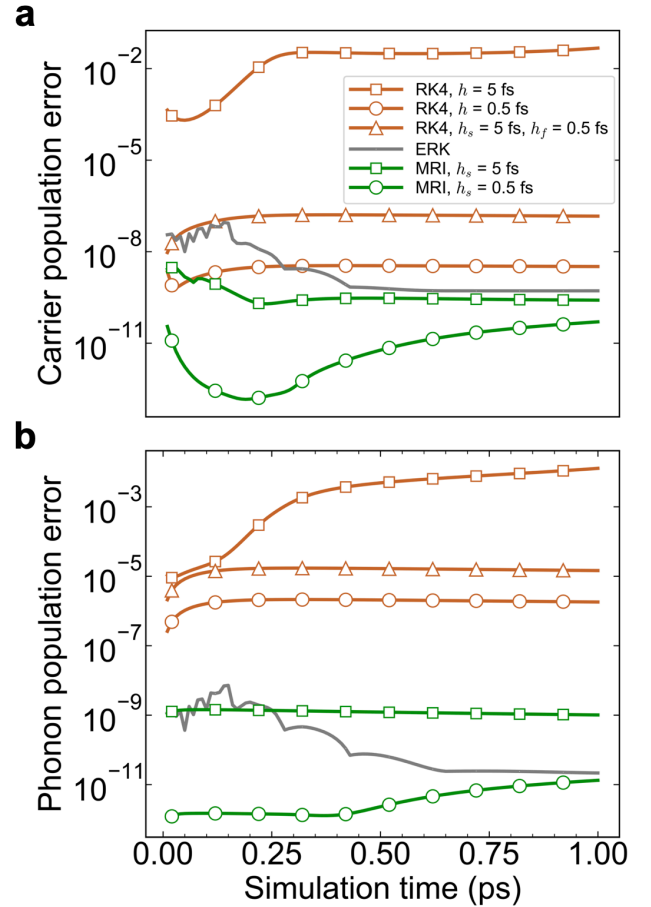 a
Carrier population error
10⁻²
10⁻⁵
10⁻⁸
10⁻¹¹
RK4, h = 5 fs
RK4, h = 0.5 fs
RK4, hₛ = 5 fs, h_f = 0.5 fs
ERK
MRI, hₛ = 5 fs
MRI, hₛ = 0.5 fs
b
Phonon population error
10⁻³
10⁻⁵
10⁻⁷
10⁻⁹
10⁻¹¹
0.00 0.25 0.50 0.75 1.00
Simulation time (ps)